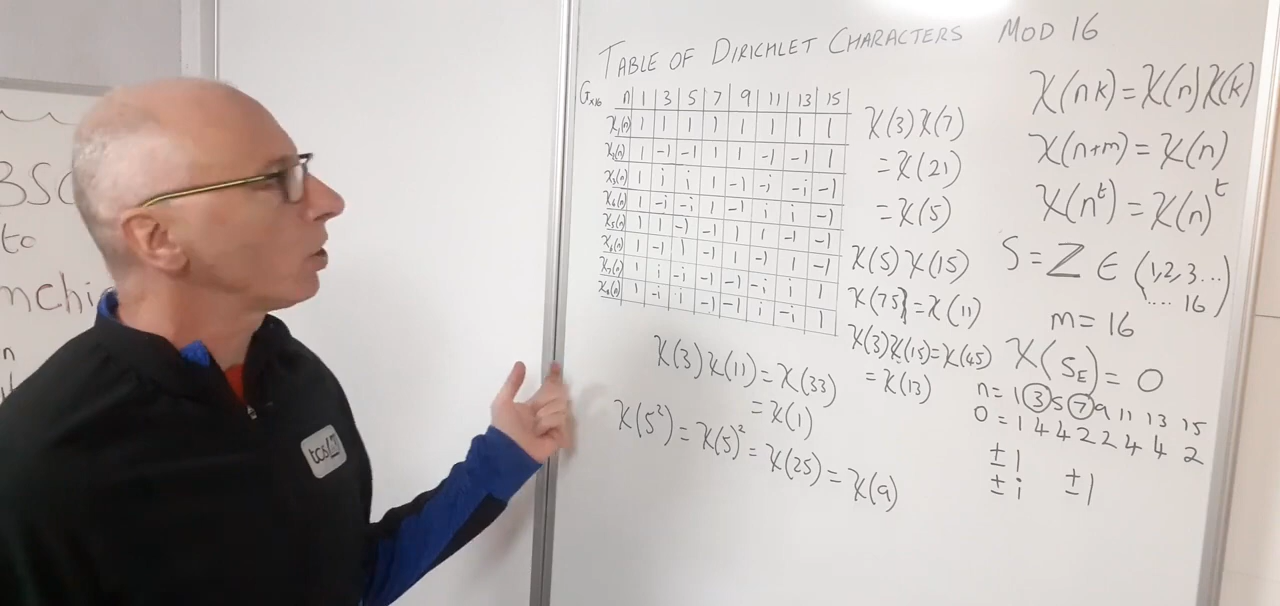 TABLE OF DIRICHLET CHARACTERS MOD 16
Gx16 n 1 3 5 7 9 11 13 15
χ₁(n) 1 1 1 1 1 1 1 1
χ₂(n) 1 -1 -1 1 1 -1 -1 1
χ₃(n) 1 i i 1 -1 -i -i -1
χ₄(n) 1 -i -i 1 -1 i i -1
χ₅(n) 1 1 -1 -1 1 1 -1 -1
χ₆(n) 1 -1 1 -1 1 -1 1 -1
χ₇(n) 1 i -i -1 -1 -i i 1
χ₈(n) 1 -i i -1 -1 i -i 1
χ(3)χ(7)
=χ(21)
=χ(5)
χ(5)χ(15)
χ(75)=χ(11)
χ(3)χ(15)=χ(45)
=χ(13)
χ(3)χ(11)=χ(33)
=χ(1)
χ(5²)=χ(5)²=χ(25)=χ(9)
χ(nk)=χ(n)χ(k)
χ(n+m)=χ(n)
χ(nᵗ)=χ(n)ᵗ
S=Z∈(1,2,3...
.... 16)
m=16
χ(S_E)=0
n=1 3 5 7 9 11 13 15
0=1 4 4 2 2 4 4 2
±1
±i ±1
BSC
to
nchi
n
tcs